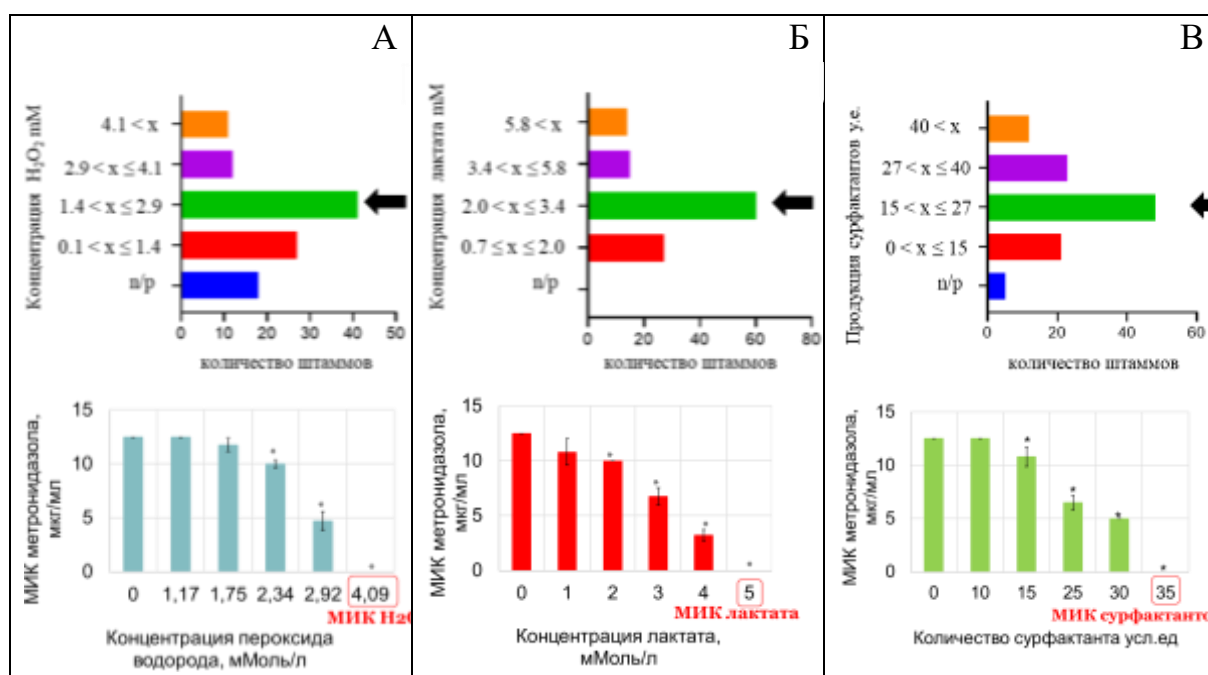 А
Концентрация H₂O₂ mM
4.1 < x
2.9 < x ≤ 4.1
1.4 < x ≤ 2.9
0.1 < x ≤ 1.4
n/p
0 10 20 30 40 50
количество штаммов
МИК метронидазола,
мкг/мл
15
10
5
0
0 1,17 1,75 2,34 2,92 4,09
* * *
МИК H2
Концентрация пероксида
водорода, мМоль/л
Б
Концентрация лактата mM
5.8 < x
3.4 < x ≤ 5.8
2.0 < x ≤ 3.4
0.7 ≤ x ≤ 2.0
n/p
0 20 40 60 80
количество штаммов
МИК метронидазола,
мкг/мл
15
10
5
0
* * * *
0 1 2 3 4 5
МИК лактата
Концентрация лактата,
мМоль/л
В
Продукция сурфактантов у.е.
40 < x
27 < x ≤ 40
15 < x ≤ 27
0 < x ≤ 15
n/p
0 20 40 60
количество штаммов
МИК метронидазола,
мкг/мл
15
10
5
0
* * * *
0 10 15 25 30 35
МИК сурфактанто
Количество сурфактанта усл.ед